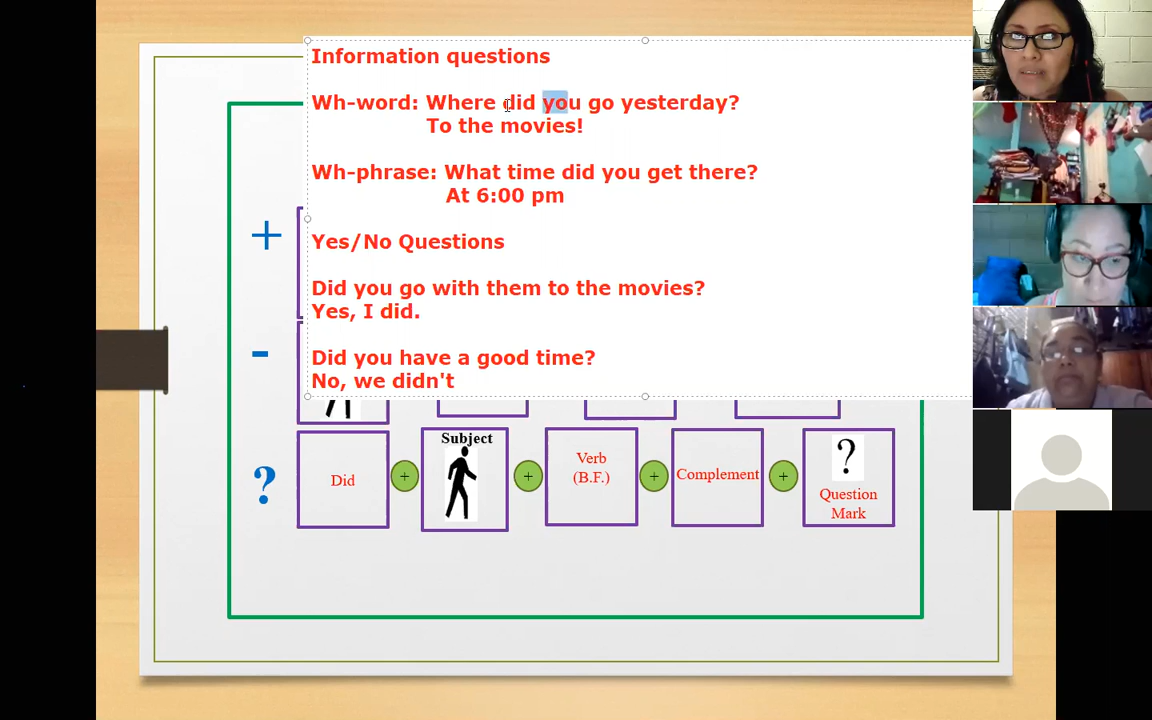 Information questions
Wh-word: Where did you go yesterday?
To the movies!
Wh-phrase: What time did you get there?
At 6:00 pm
Yes/No Questions
Did you go with them to the movies?
Yes, I did.
Did you have a good time?
No, we didn't
+
-
?
Did
+
Subject
+
Verb
(B.F.)
+
Complement
+
?
Question
Mark